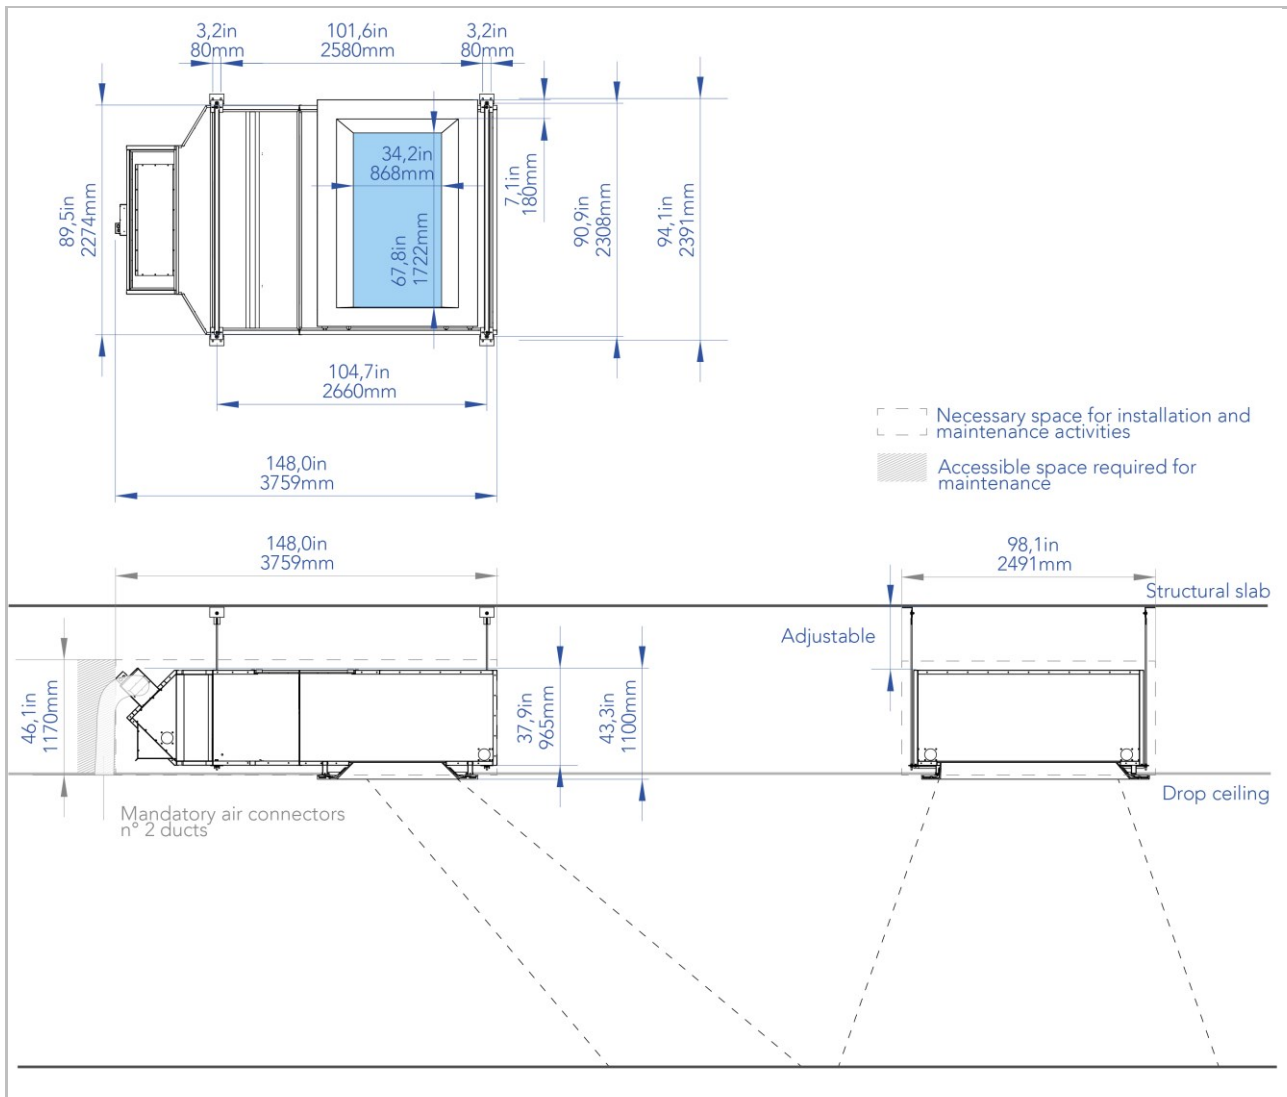 3,2in
80mm
101,6in
2580mm
3,2in
80mm
34,2in
868mm
67,8in
1722mm
7,1in
180mm
89,5in
2274mm
90,9in
2308mm
94,1in
2391mm
104,7in
2660mm
148,0in
3759mm
Necessary space for installation and
maintenance activities
Accessible space required for
maintenance
148,0in
3759mm
98,1in
2491mm
Structural slab
Adjustable
46,1in
1170mm
37,9in
965mm
43,3in
1100mm
Drop ceiling
Mandatory air connectors
n° 2 ducts